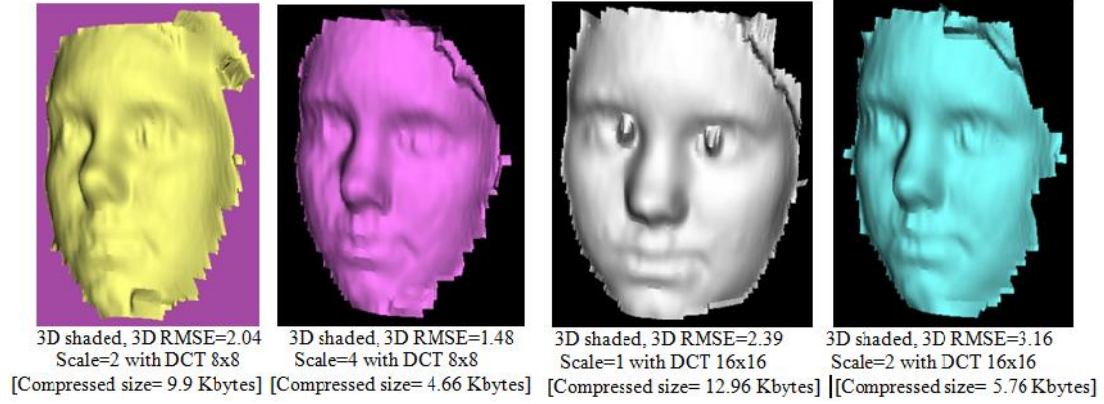 3D shaded, 3D RMSE=2.04
Scale=2 with DCT 8x8
[Compressed size= 9.9 Kbytes]
3D shaded, 3D RMSE=1.48
Scale=4 with DCT 8x8
[Compressed size= 4.66 Kbytes]
3D shaded, 3D RMSE=2.39
Scale=1 with DCT 16x16
[Compressed size= 12.96 Kbytes]
3D shaded, 3D RMSE=3.16
Scale=2 with DCT 16x16
[Compressed size= 5.76 Kbytes]